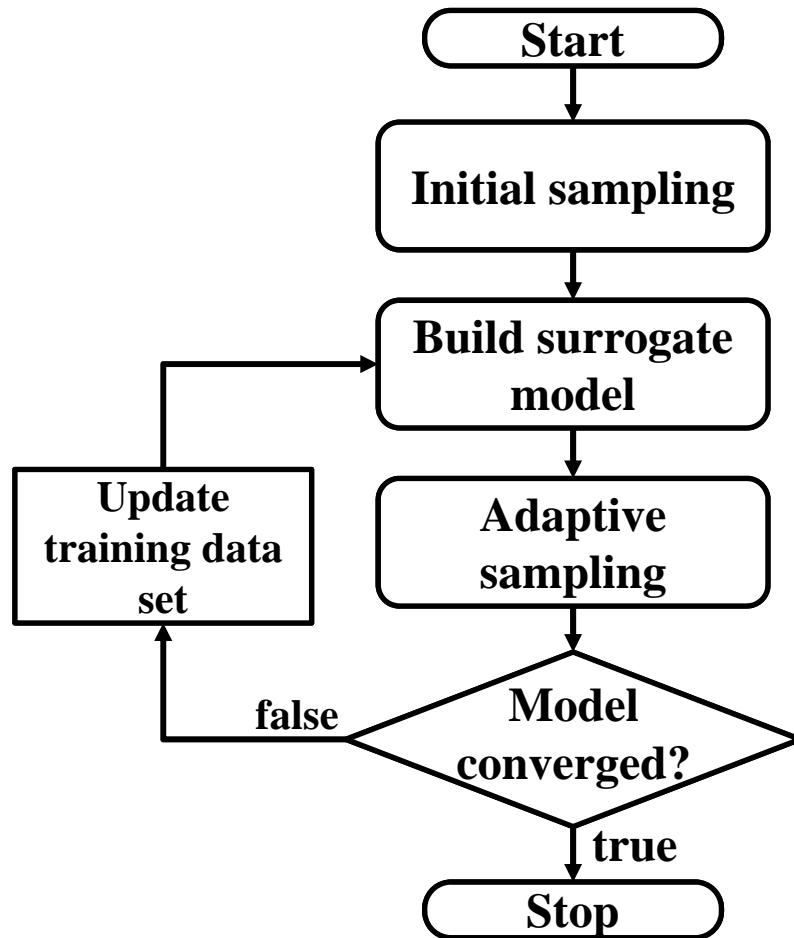 Start
Initial sampling
Build surrogate
model
Adaptive
sampling
Update
training data
set
false
Model
converged?
true
Stop